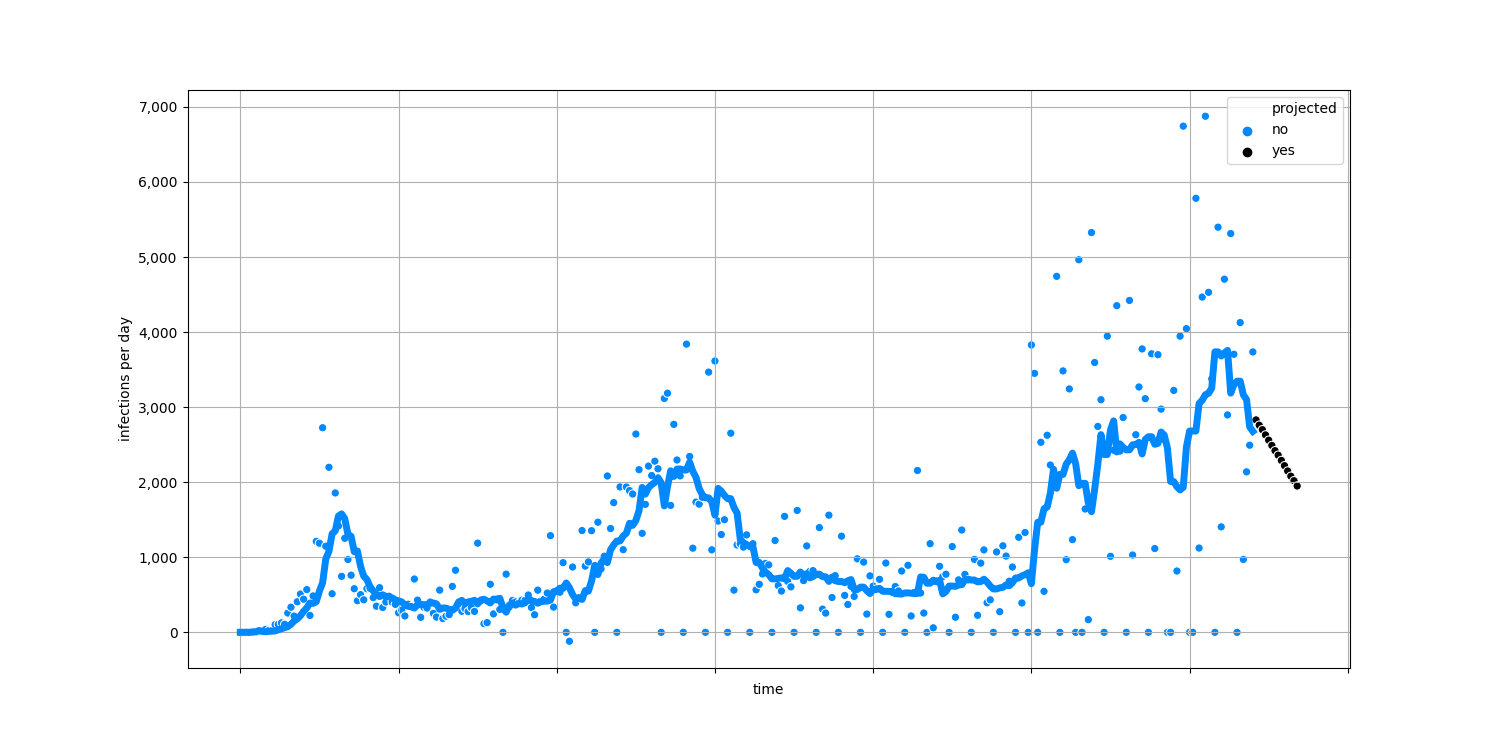 7,000
6,000
5,000
4,000
3,000
2,000
1,000
0
infections per day
time
projected
no
yes